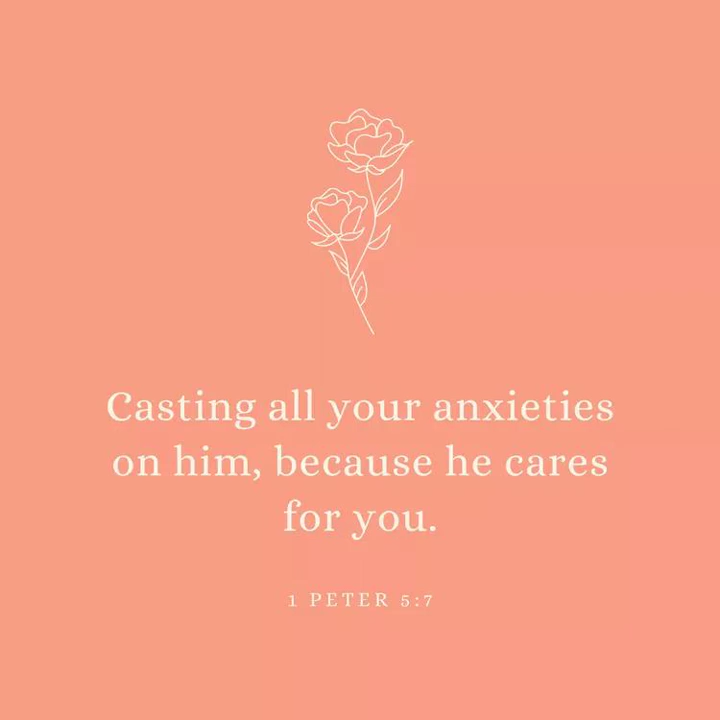 Casting all your anxieties
on him, because he cares
for you.
1 PETER 5:7